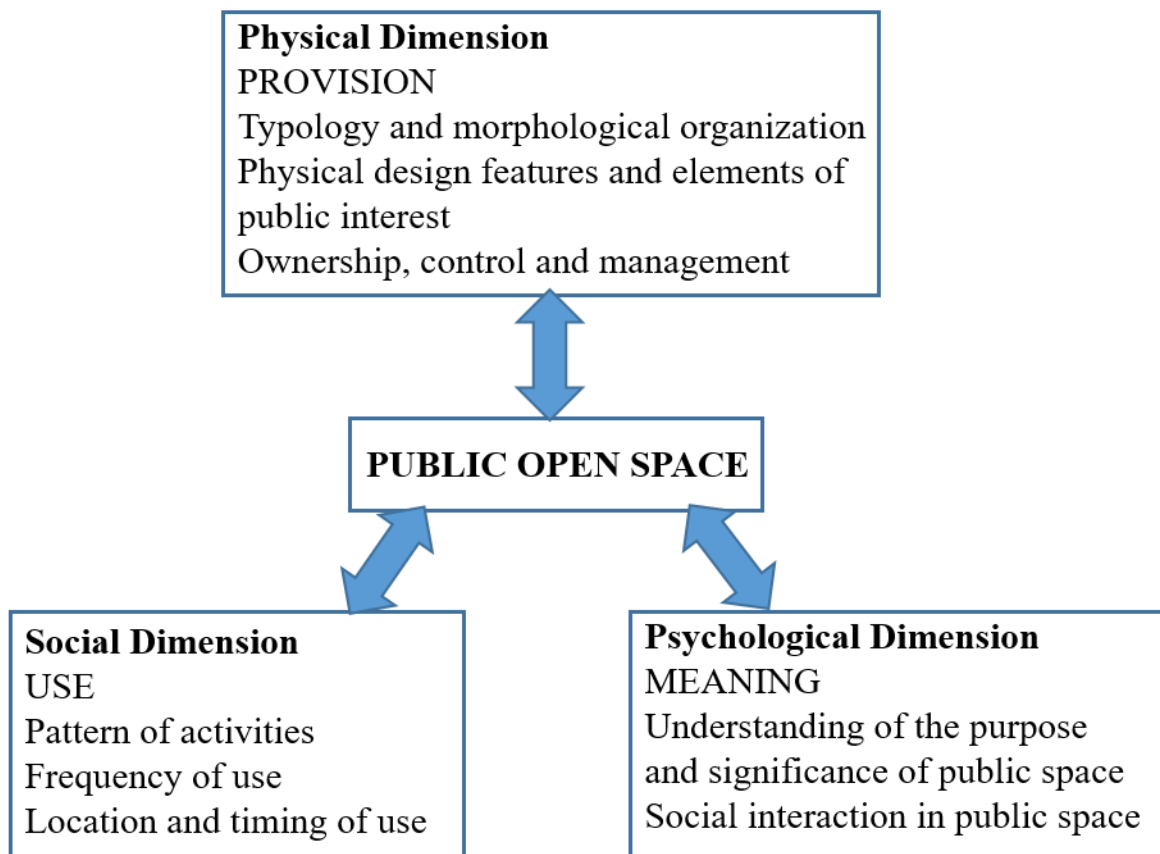 Physical Dimension
PROVISION
Typology and morphological organization
Physical design features and elements of
public interest
Ownership, control and management
PUBLIC OPEN SPACE
Social Dimension
USE
Pattern of activities
Frequency of use
Location and timing of use
Psychological Dimension
MEANING
Understanding of the purpose
and significance of public space
Social interaction in public space